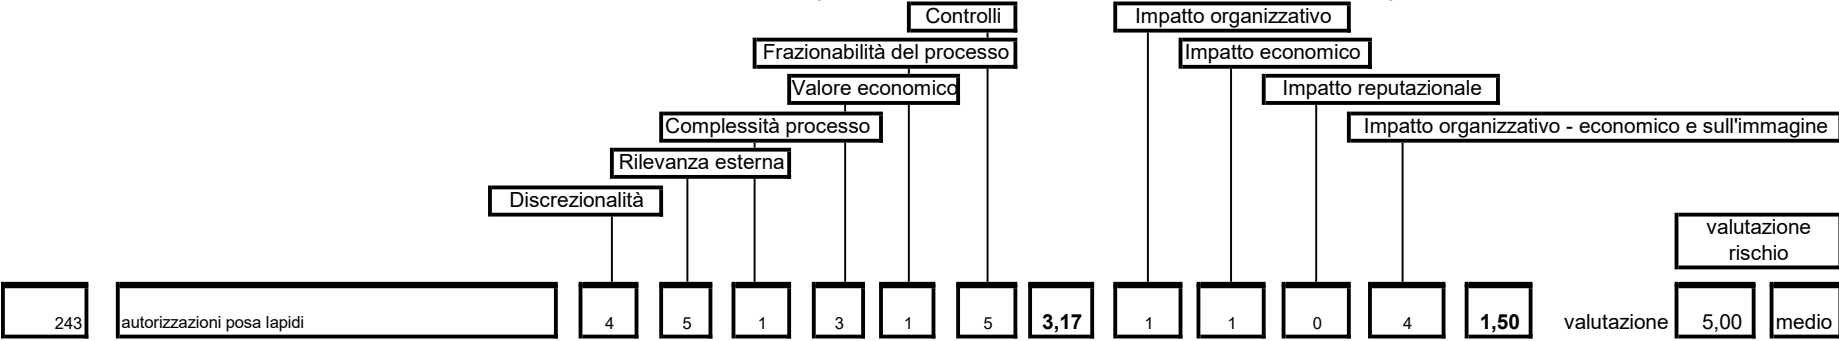 Controlli
Impatto organizzativo
Frazionabilità del processo
Impatto economico
Valore economico
Impatto reputazionale
Complessità processo
Impatto organizzativo - economico e sull'immagine
Rilevanza esterna
Discrezionalità
valutazione
rischio
243 autorizzazioni posa lapidi 4 5 1 3 1 5 3,17 1 1 0 4 1,50 valutazione 5,00 medio